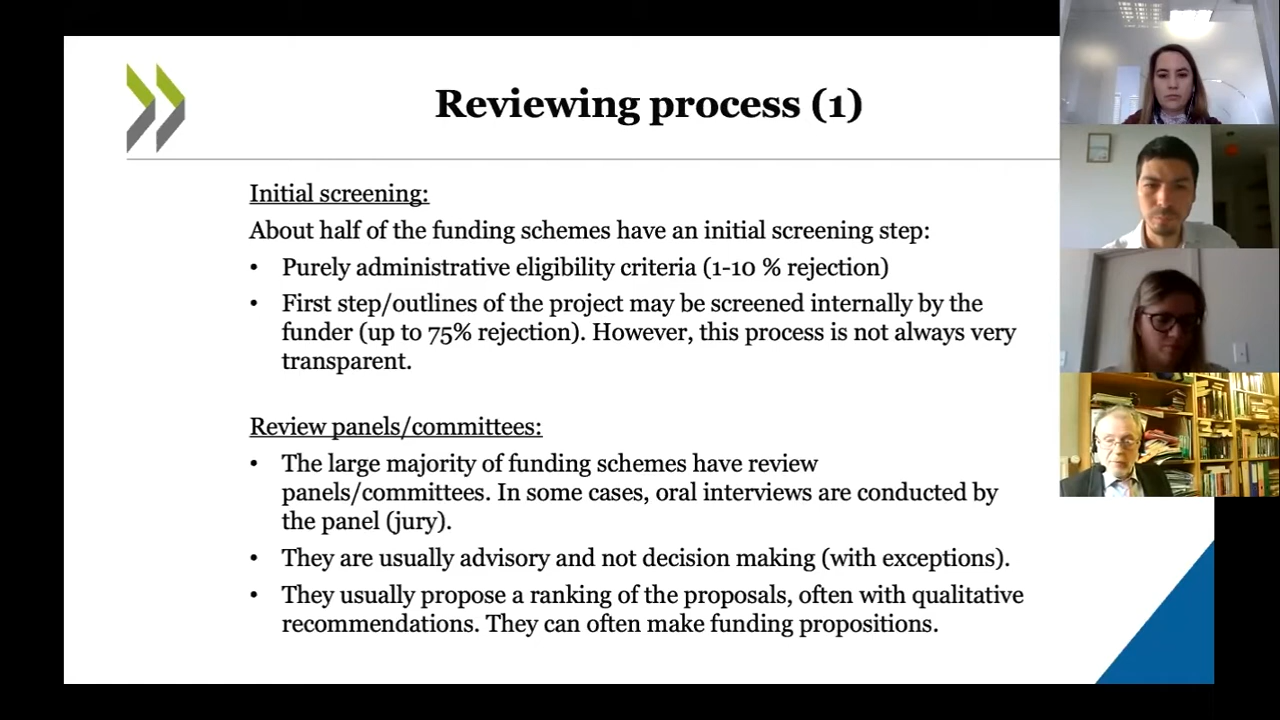 Reviewing process (1)
Initial screening:
About half of the funding schemes have an initial screening step:
• Purely administrative eligibility criteria (1-10 % rejection)
• First step/outlines of the project may be screened internally by the
funder (up to 75% rejection). However, this process is not always very
transparent.
Review panels/committees:
• The large majority of funding schemes have review
panels/committees. In some cases, oral interviews are conducted by
the panel (jury).
• They are usually advisory and not decision making (with exceptions).
• They usually propose a ranking of the proposals, often with qualitative
recommendations. They can often make funding propositions.